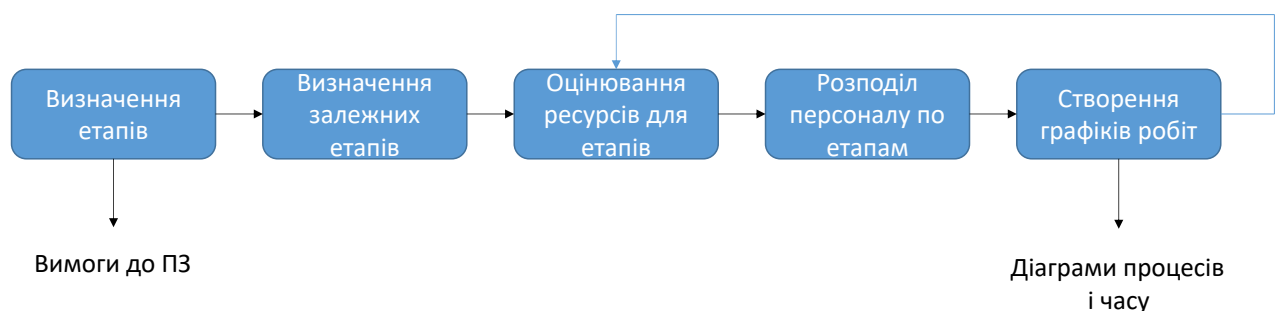 Визначення
етапів
Визначення
залежних
етапів
Оцінювання
ресурсів для
етапів
Розподіл
персоналу по
етапам
Створення
графіків робіт
Вимоги до ПЗ
Діаграми процесів
і часу